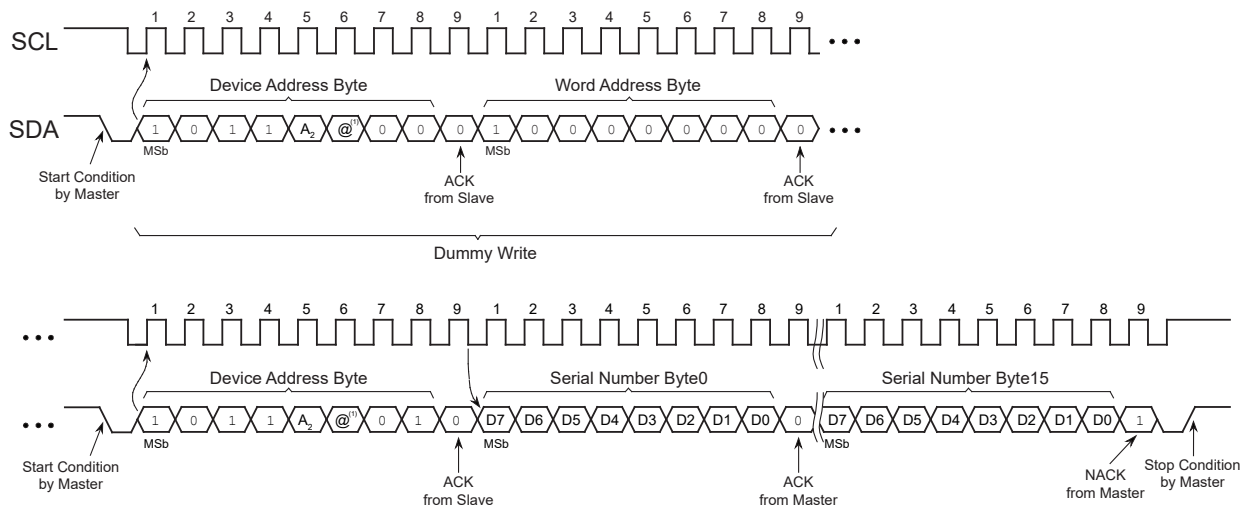 1 2 3 4 5 6 7 8 9 1 2 3 4 5 6 7 8 9
SCL
•••
Device Address Byte Word Address Byte
SDA 1 0 1 1 A2 @(1) 0 0 0 1 0 0 0 0 0 0 0 0 •••
MSb MSb
Start Condition
by Master
ACK
from Slave
ACK
from Slave
Dummy Write
1 2 3 4 5 6 7 8 9 1 2 3 4 5 6 7 8 9 1 2 3 4 5 6 7 8 9
•••
Device Address Byte Serial Number Byte0 Serial Number Byte15
••• 1 0 1 1 A2 @(1) 0 1 0 D7 D6 D5 D4 D3 D2 D1 D0 0 D7 D6 D5 D4 D3 D2 D1 D0 1
MSb MSb MSb
Start Condition
by Master
ACK
from Slave
ACK
from Master
NACK
from Master
Stop Condition
by Master